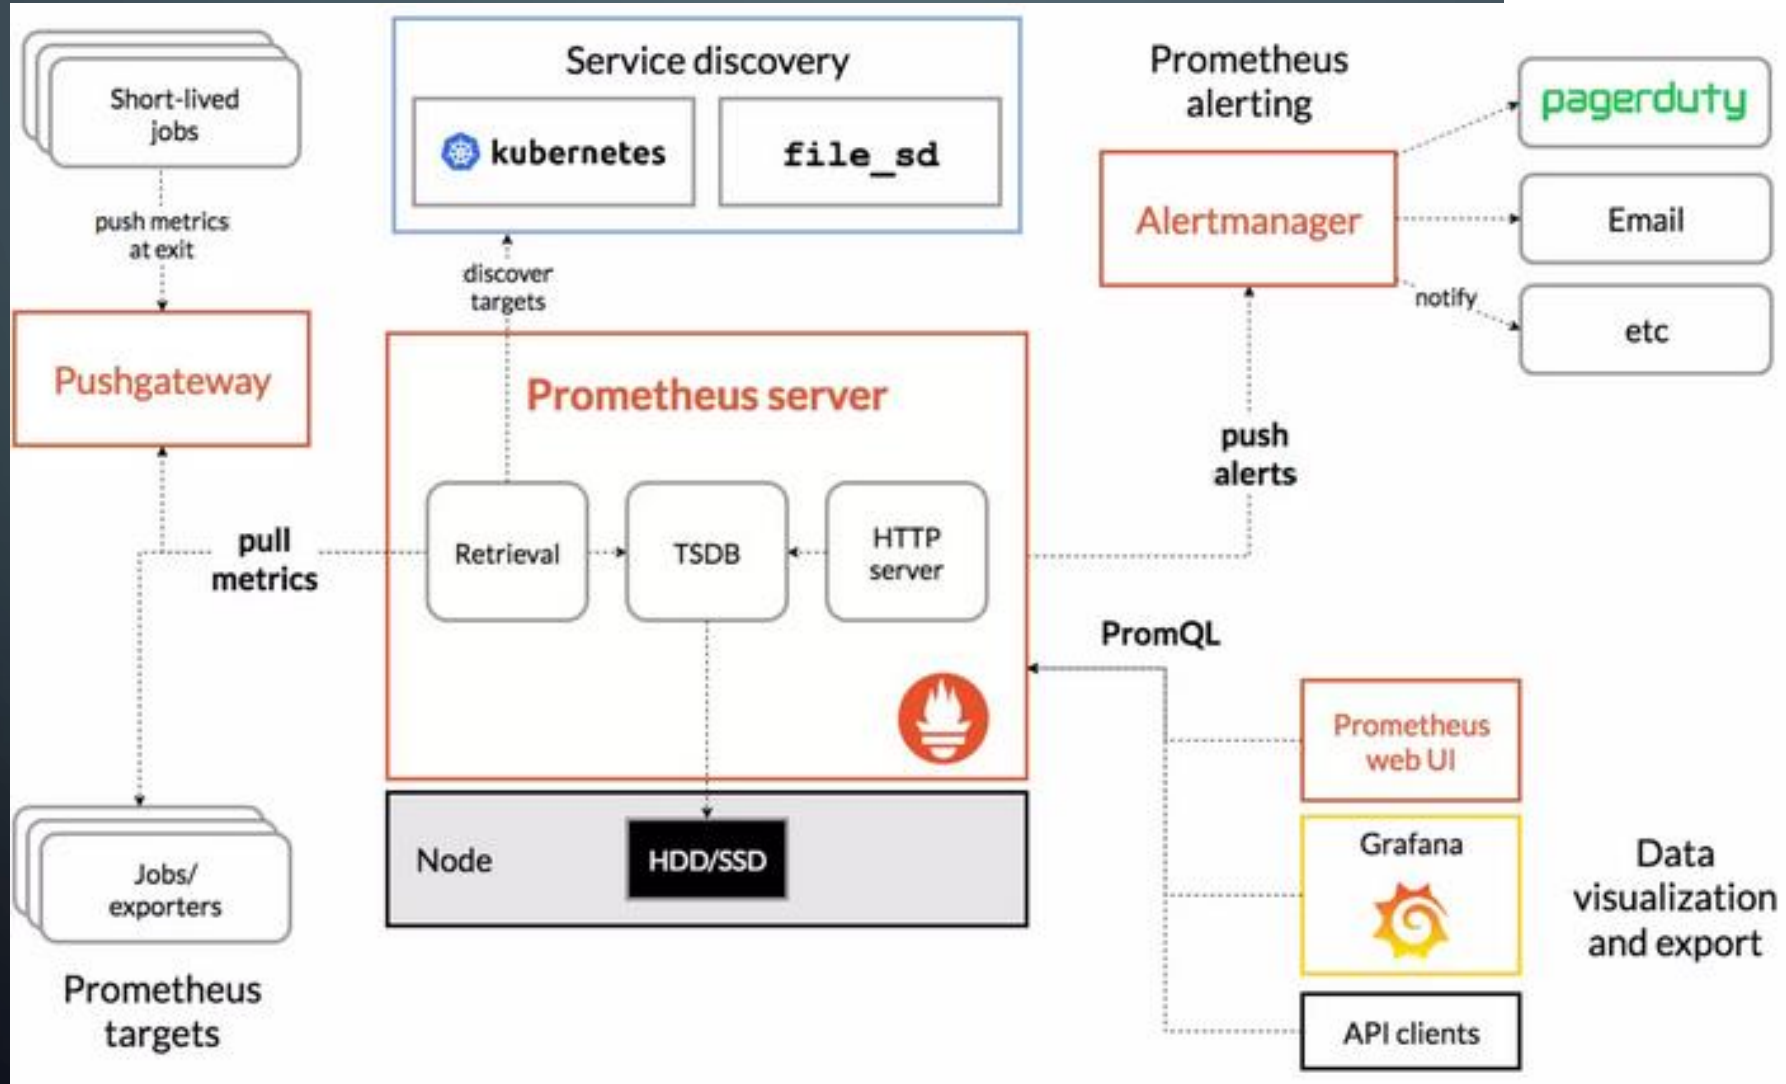 Short-lived
jobs
push metrics
at exit
Pushgateway
pull
metrics
Jobs/
exporters
Prometheus
targets
Service discovery
kubernetes
file_sd
discover
targets
Prometheus server
Retrieval
TSDB
HTTP
server
Node
HDD/SSD
Prometheus
alerting
Alertmanager
pagerduty
Email
notify
etc
push
alerts
PromQL
Prometheus
web UI
Grafana
API clients
Data
visualization
and export